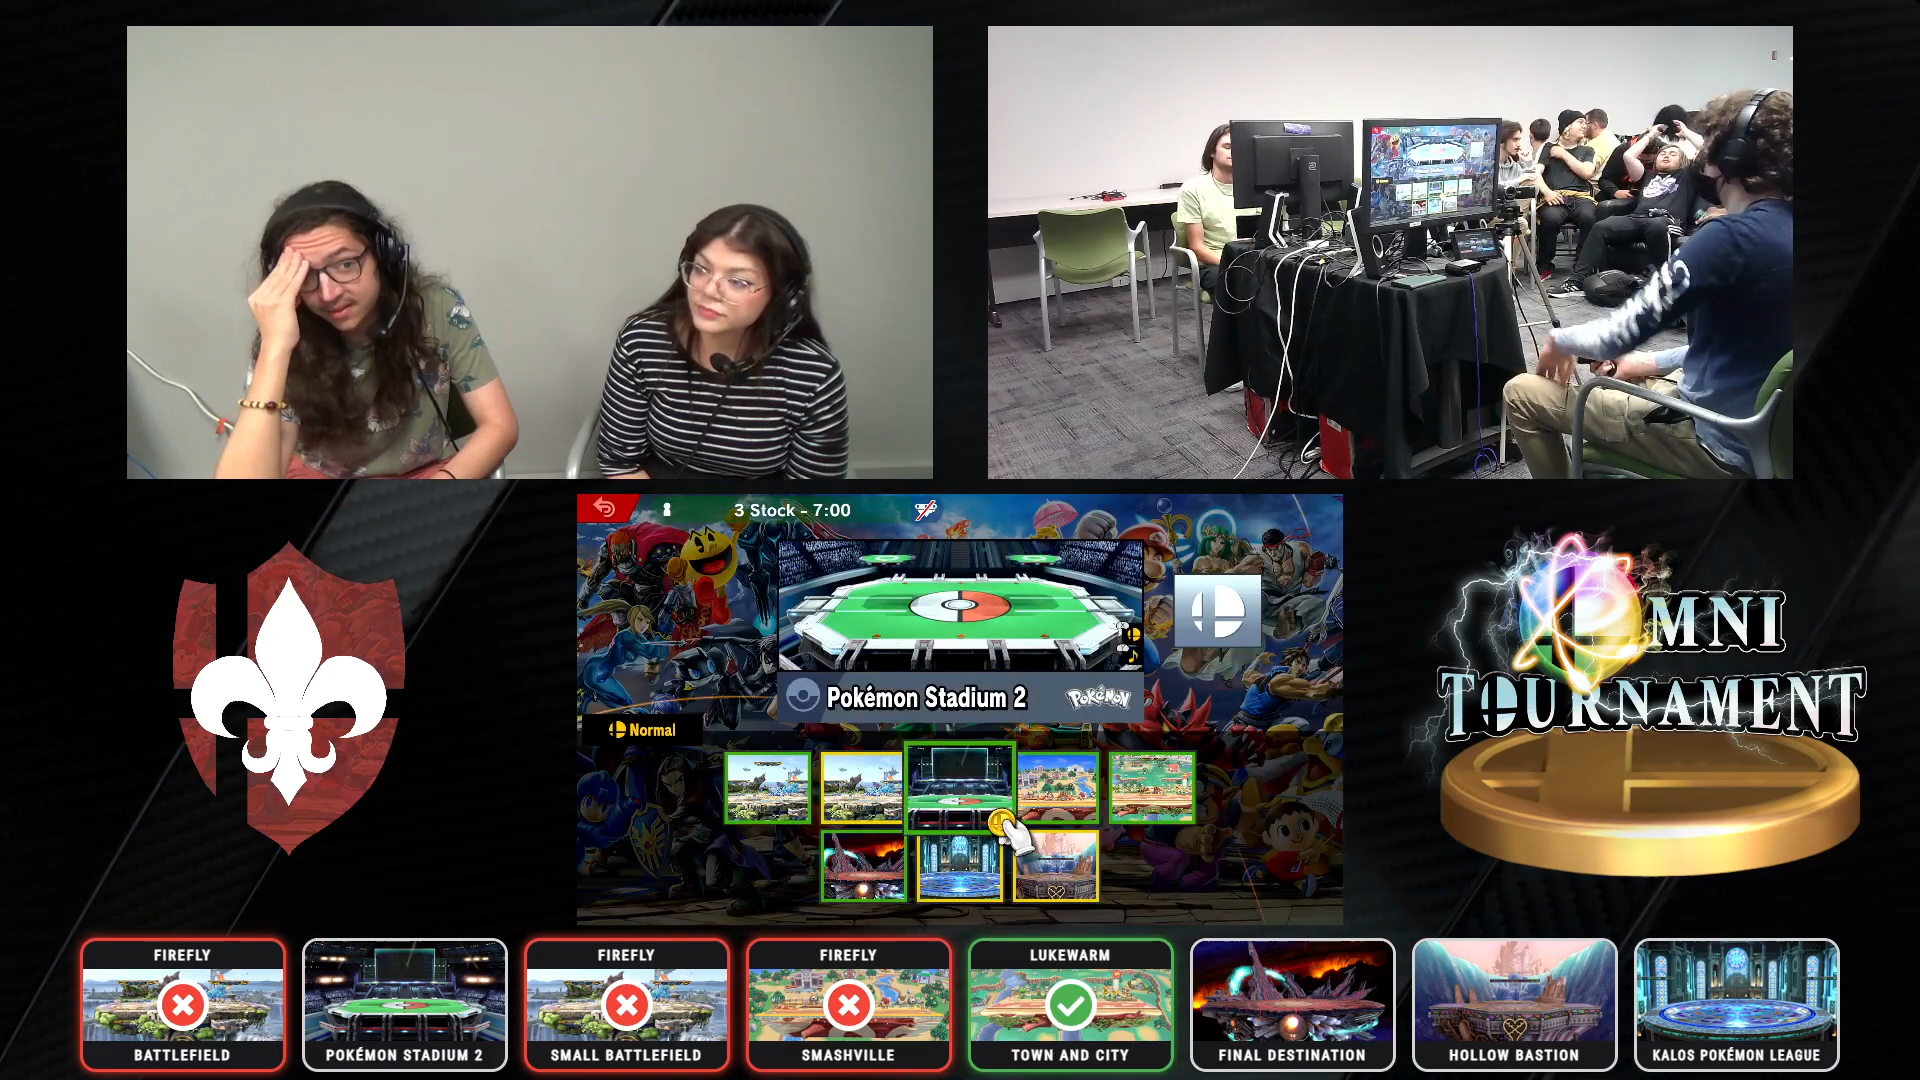 3 Stock - 7:00
Pokémon Stadium 2
POKéMON
Normal
OMNI
TOURNAMENT
FIREFLY
BATTLEFIELD
POKÉMON STADIUM 2
FIREFLY
SMALL BATTLEFIELD
FIREFLY
SMASHVILLE
LUKEWARM
TOWN AND CITY
FINAL DESTINATION
HOLLOW BASTION
KALOS POKÉMON LEAGUE